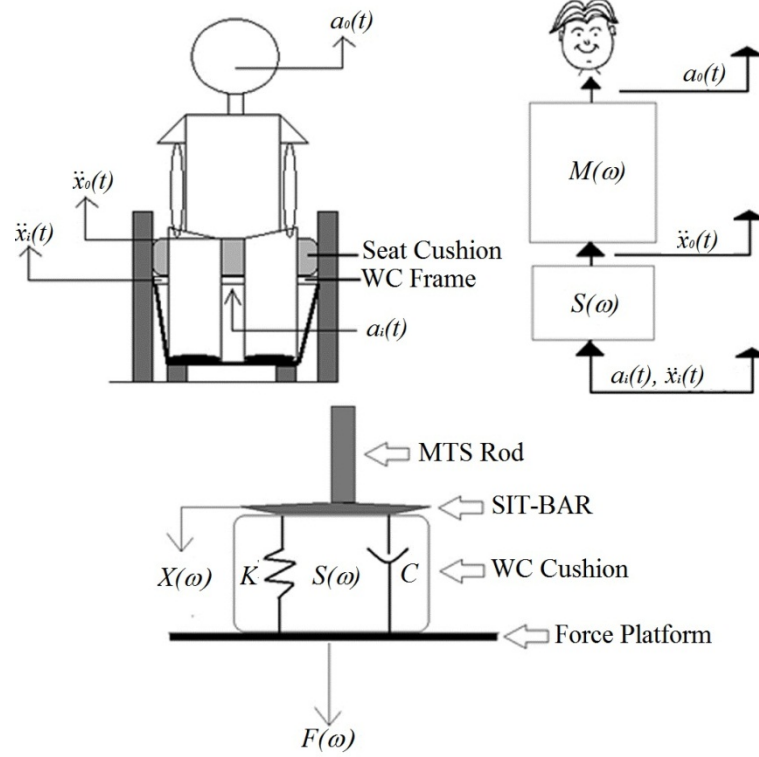 a₀(t)
ẍ₀(t)
ẍᵢ(t)
Seat Cushion
WC Frame
aᵢ(t)
a₀(t)
M(ω)
ẍ₀(t)
S(ω)
aᵢ(t), ẍᵢ(t)
MTS Rod
SIT-BAR
X(ω)
K
S(ω)
C
WC Cushion
Force Platform
F(ω)